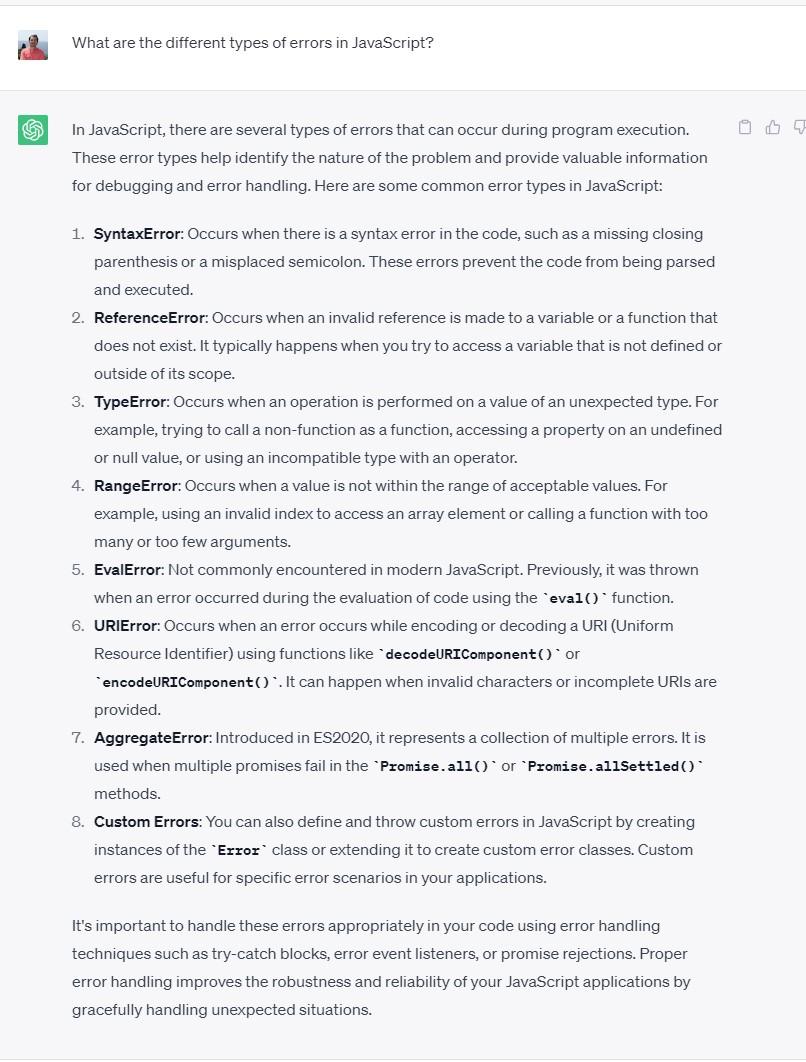 What are the different types of errors in JavaScript?
In JavaScript, there are several types of errors that can occur during program execution.
These error types help identify the nature of the problem and provide valuable information
for debugging and error handling. Here are some common error types in JavaScript:
1. SyntaxError: Occurs when there is a syntax error in the code, such as a missing closing
parenthesis or a misplaced semicolon. These errors prevent the code from being parsed
and executed.
2. ReferenceError: Occurs when an invalid reference is made to a variable or a function that
does not exist. It typically happens when you try to access a variable that is not defined or
outside of its scope.
3. TypeError: Occurs when an operation is performed on a value of an unexpected type. For
example, trying to call a non-function as a function, accessing a property on an undefined
or null value, or using an incompatible type with an operator.
4. RangeError: Occurs when a value is not within the range of acceptable values. For
example, using an invalid index to access an array element or calling a function with too
many or too few arguments.
5. EvalError: Not commonly encountered in modern JavaScript. Previously, it was thrown
when an error occurred during the evaluation of code using the `eval()` function.
6. URIError: Occurs when an error occurs while encoding or decoding a URI (Uniform
Resource Identifier) using functions like `decodeURIComponent()` or
`encodeURIComponent()`. It can happen when invalid characters or incomplete URIs are
provided.
7. AggregateError: Introduced in ES2020, it represents a collection of multiple errors. It is
used when multiple promises fail in the `Promise.all()` or `Promise.allSettled()`
methods.
8. Custom Errors: You can also define and throw custom errors in JavaScript by creating
instances of the `Error` class or extending it to create custom error classes. Custom
errors are useful for specific error scenarios in your applications.
It's important to handle these errors appropriately in your code using error handling
techniques such as try-catch blocks, error event listeners, or promise rejections. Proper
error handling improves the robustness and reliability of your JavaScript applications by
gracefully handling unexpected situations.